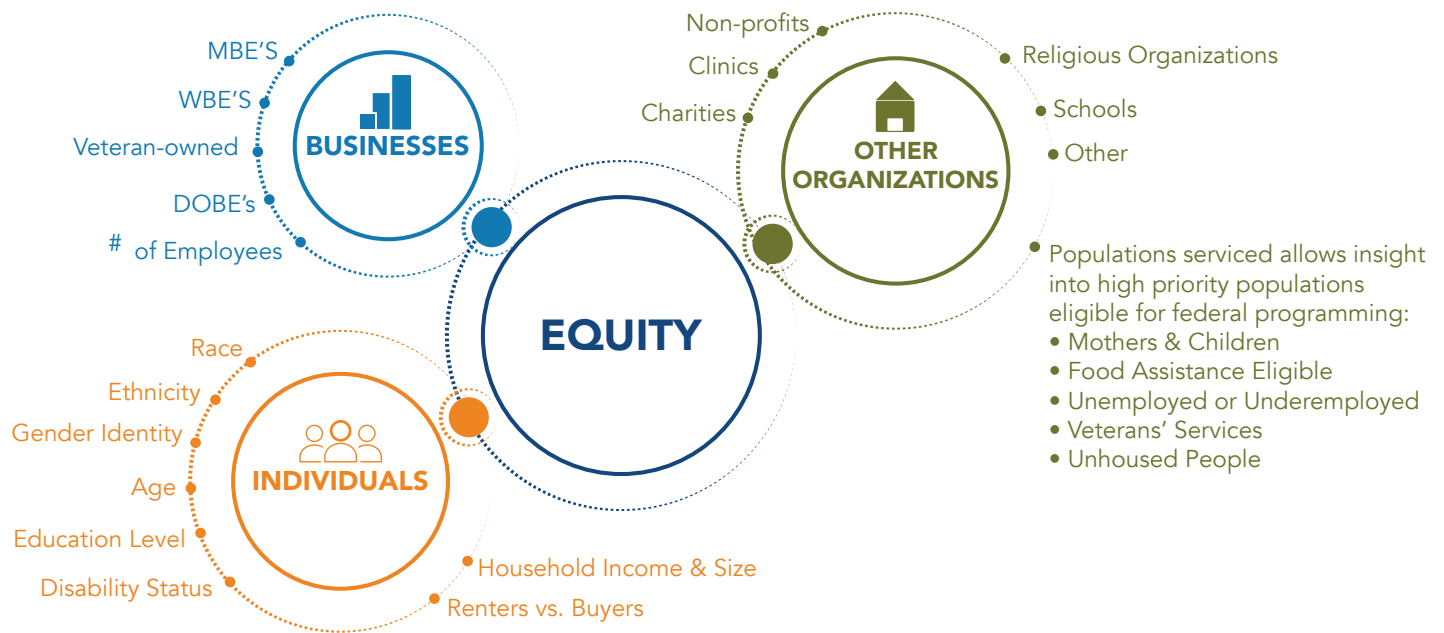 MBE'S
WBE'S
Veteran-owned
DOBE's
# of Employees
BUSINESSES
Non-profits
Clinics
Charities
OTHER
ORGANIZATIONS
Religious Organizations
Schools
Other
Populations serviced allows insight
into high priority populations
eligible for federal programming:
• Mothers & Children
• Food Assistance Eligible
• Unemployed or Underemployed
• Veterans' Services
• Unhoused People
EQUITY
Race
Ethnicity
Gender Identity
Age
Education Level
Disability Status
INDIVIDUALS
Household Income & Size
Renters vs. Buyers